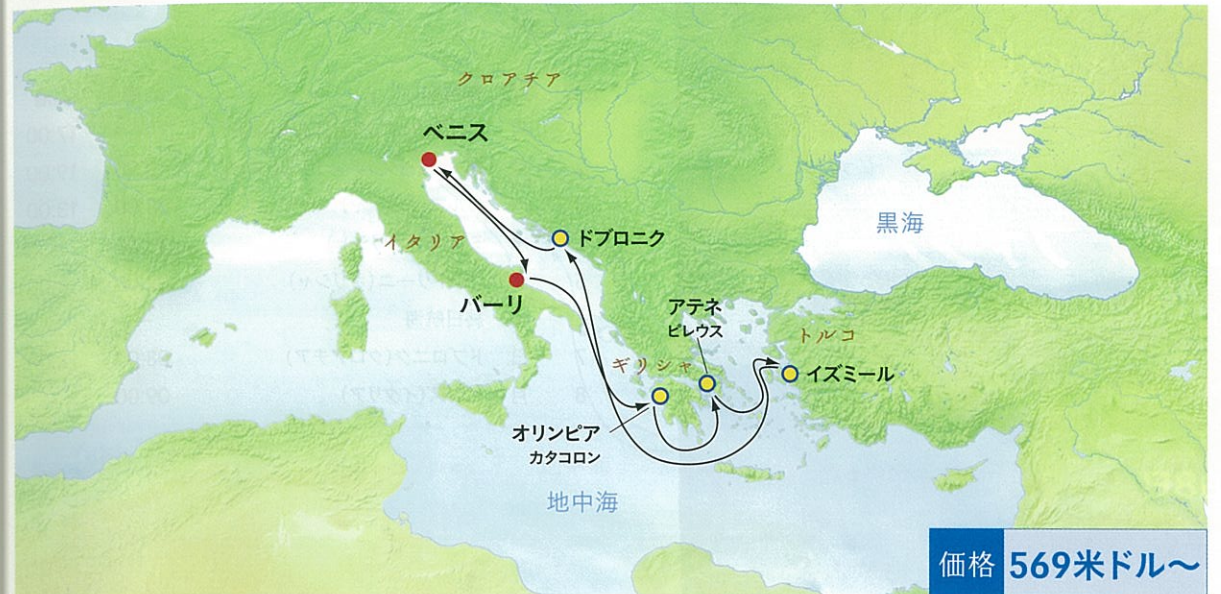 クロアチア
ベニス
ドブロニク
黒海
イタリア
バーリ
アテネ
ピレウス
トルコ
ギリシャ
イズミール
オリンピア
カタコロン
地中海
価格 569米ドル～